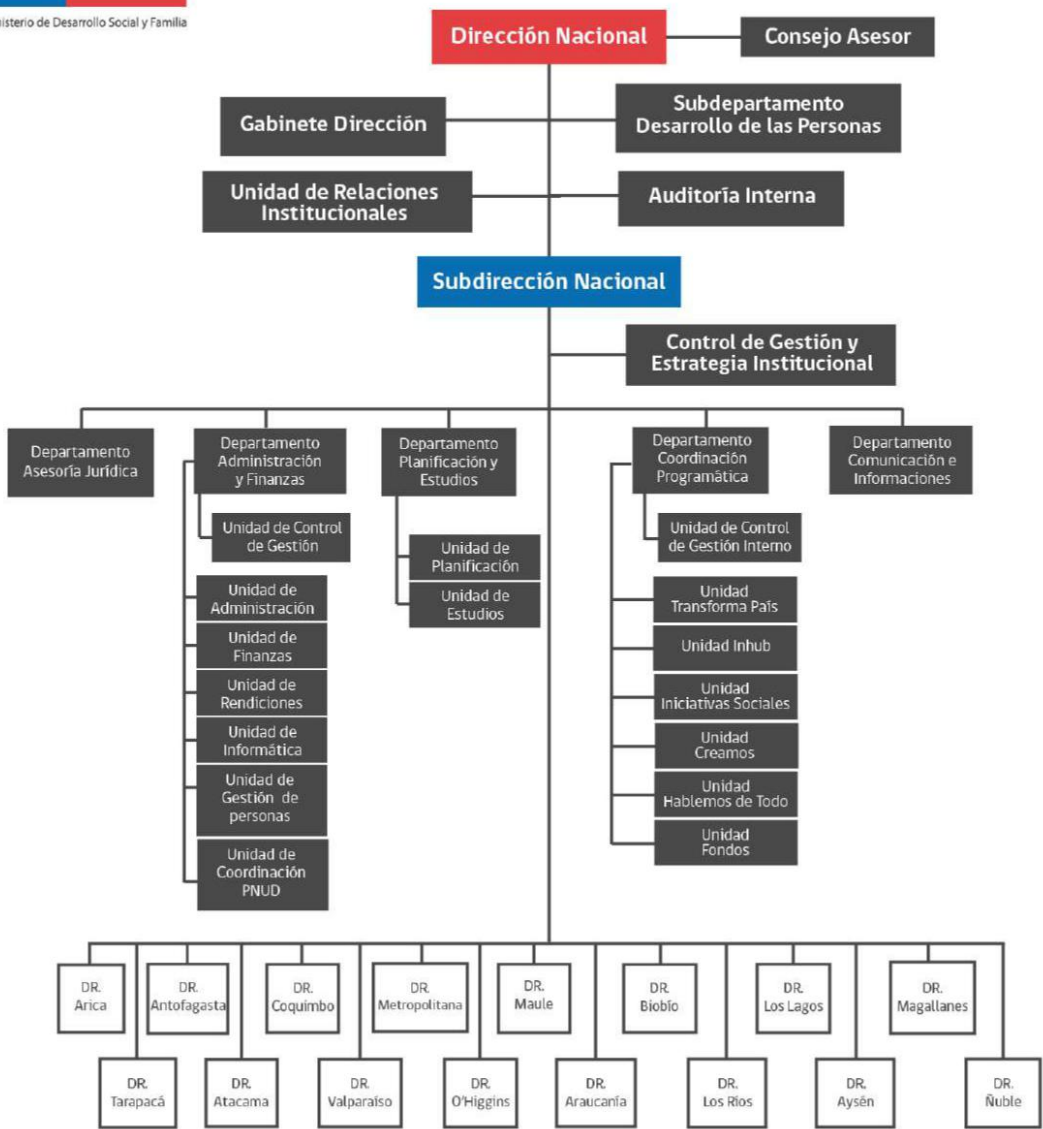 isterio de Desarrollo Social y Familia
Dirección Nacional
Consejo Asesor
Gabinete Dirección
Subdepartamento
Desarrollo de las Personas
Unidad de Relaciones
Institucionales
Auditoría Interna
Subdirección Nacional
Control de Gestión y
Estrategia Institucional
Departamento
Asesoría Jurídica
Departamento
Administración
y Finanzas
Departamento
Planificación y
Estudios
Departamento
Coordinación
Programática
Departamento
Comunicación e
Informaciones
Unidad de Control
de Gestión
Unidad de
Administración
Unidad de
Finanzas
Unidad de
Rendiciones
Unidad de
Informática
Unidad de
Gestión de
personas
Unidad de
Coordinación
PNUD
Unidad de
Planificación
Unidad de
Estudios
Unidad de Control
de Gestión Interno
Unidad
Transforma País
Unidad Inhub
Unidad
Iniciativas Sociales
Unidad
Creamos
Unidad
Hablemos de Todo
Unidad
Fondos
DR.
Arica
DR.
Antofagasta
DR.
Coquimbo
DR.
Metropolitana
DR.
Maule
DR.
Biobío
DR.
Los Lagos
DR.
Magallanes
DR.
Tarapacá
DR.
Atacama
DR.
Valparaíso
DR.
O'Higgins
DR.
Araucanía
DR.
Los Ríos
DR.
Aysén
DR.
Ñuble